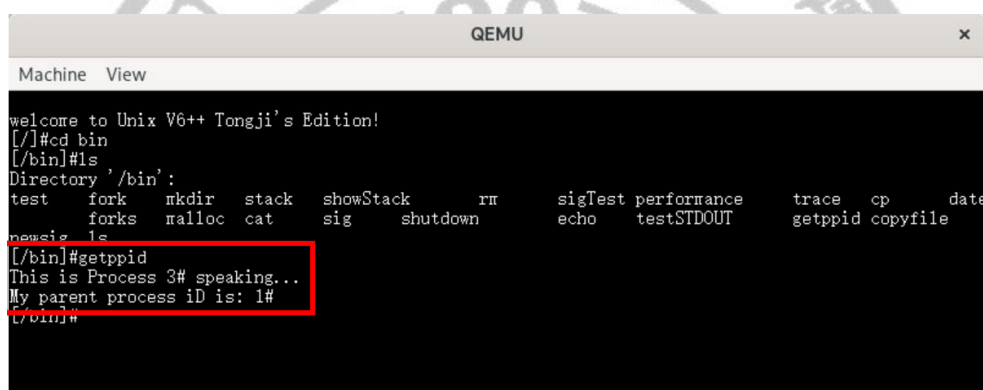 QEMU ×
Machine View
welcome to Unix V6++ Tongji's Edition!
[/]#cd bin
[/bin]#ls
Directory '/bin':
test fork mkdir stack showStack rm sigTest performance trace cp date
forks malloc cat sig shutdown echo testSTDOUT getppid copyfile
newsig ls
[/bin]#getppid
This is Process 3# speaking...
My parent process iD is: 1#
[/bin]#